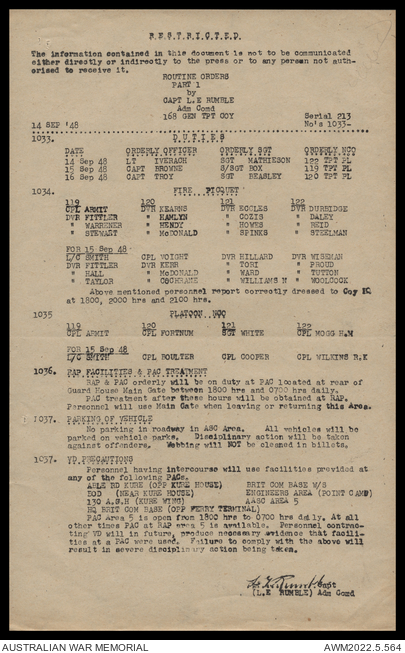 R.E.S.T.R.I.C.T.E.D.
The information contained in this document is not to be communicated
either directly or indirectly to the press or to any person not auth-
orised to receive it.
ROUTINE ORDERS
PART 1
by
CAPT L.E RUMBLE
Adm Comd
168 GEN TPT COY Serial 213
14 SEP '48 No's 1033-
1033. D U T I E S
DATE ORDERLY OFFICER ORDERLY SGT ORDERLY NCO
14 Sep 48 LT IVERACH SGT MATHIESON 122 TPT PL
15 Sep 48 CAPT BROWNE S/SGT BOX 119 TPT PL
16 Sep 48 CAPT TROY SGT BEASLEY 120 TPT PL
1034. FIRE PICQUET
119 120 121 122
CPL ARMIT DVR KEARNS DVR ECCLES DVR DURBIDGE
DVR FITTLER " HAMLYN " COZIS " DALEY
" WARRENER " HENDY " HOWES " REID
" STEWART " McDONALD " SPINKS " STEELMAN
FOR 15 Sep 48
L/C SMITH CPL VOIGHT DVR HILLARD DVR WISEMAN
DVR FITTLER DVR KERR " TOSI " PROUD
" HALL " McDONALD " WARD " TUTTON
" TAYLOR " COCHRANE " WILLIAMS N " WOOLCOCK
Above mentioned personnel report correctly dressed to Coy HQ
at 1800, 2000 hrs and 2100 hrs.
1035 PLATOON NCO
119 120 121 122
CPL ARMIT CPL FORTNUM SGT WHITE CPL MOGG H.M
FOR 15 Sep 48
L/C SMITH CPL BOULTER CPL COOPER CPL WILKINS R.K
1036. RAP FACILITIES & PAC TREATMENT
RAP & PAC orderly will be on duty at PAC located at rear of
Guard House Main Gate between 1800 hrs and 0700 hrs daily.
PAC treatment after these hours will be obtained at RAP.
Personnel will use Main Gate when leaving or returning this Area.
1037. PARKING OF VEHICLE
No parking in roadway in ASC Area. All vehicles will be
parked on vehicle parks. Disciplinary action will be taken
against offenders. Webbing will NOT be cleaned in billets.
1037. VD PRECAUTIONS
Personnel having intercourse will use facilities provided at
any of the following PACs.
ABLE RD KURE (OPP KURE HOUSE) BRIT COM BASE W/S
EOD (NEAR KURE HOUSE) ENGINEERS AREA (POINT CAMP)
130 A.G.H (KURE WING) AASC AREA 5
HQ BRIT COM BASE (OPP FERRY TERMINAL)
PAC Area 5 is open from 1800 hrs to 0700 hrs daily. At all
other times PAC at RAP area 5 is available. Personnel contrac-
ting VD will in future, produce necessary evidence that facili-
ties at a PAC were used. Failure to comply with the above will
result in severe disciplinary action being taken.
Capt
(L.E RUMBLE) Adm Comd
AUSTRALIAN WAR MEMORIAL AWM2022.5.564